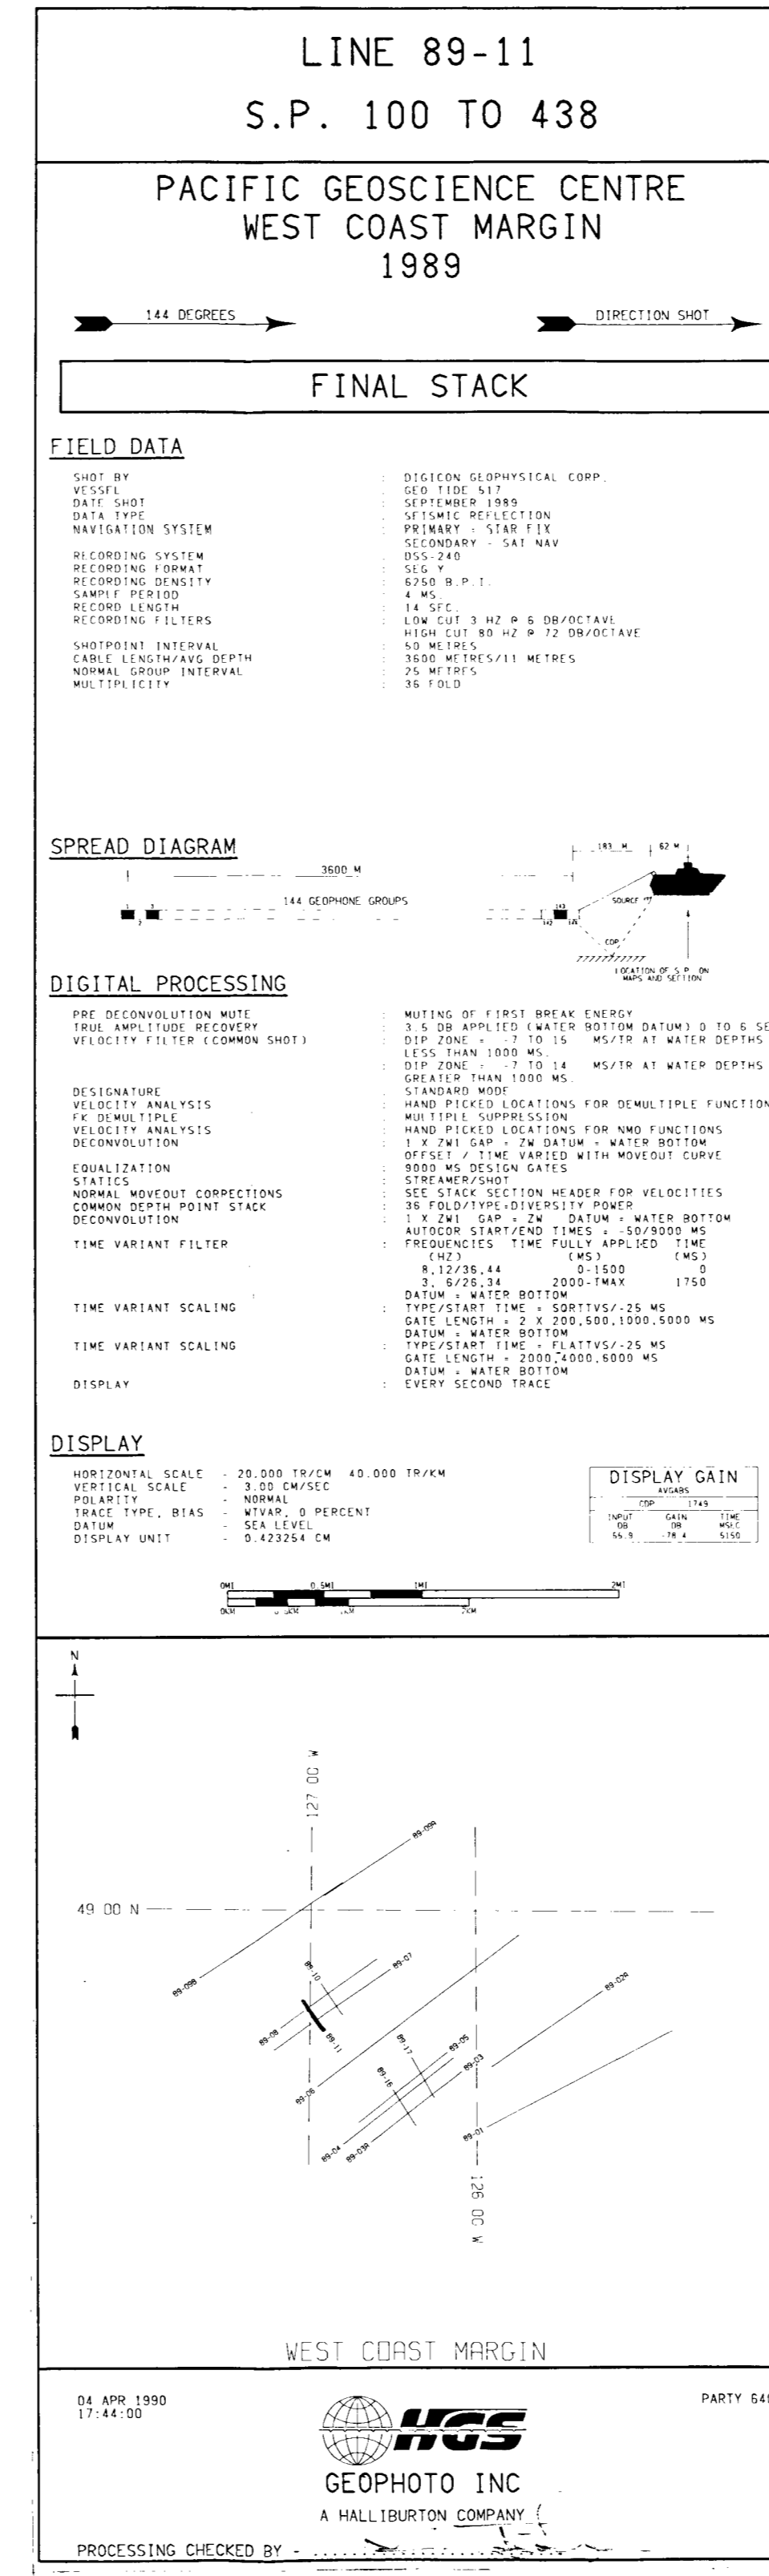 LINE 89-11
S.P. 100 TO 438
PACIFIC GEOSCIENCE CENTRE
WEST COAST MARGIN
1989
144 DEGREES
DIRECTION SHOT
FINAL STACK
FIELD DATA
SHOT BY : DIGICON GEOPHYSICAL CORP.
VESSEL : GEO TIDE 517
DATE SHOT : SEPTEMBER 1989
DATA TYPE : SEISMIC REFLECTION
NAVIGATION SYSTEM : PRIMARY - STAR FIX
SECONDARY - SAT NAV
RECORDING SYSTEM : DSS-240
RECORDING FORMAT : SEG Y
RECORDING DENSITY : 6250 B.P.I.
SAMPLE PERIOD : 4 MS.
RECORD LENGTH : 14 SEC.
RECORDING FILTERS : LOW CUT 3 HZ @ 6 DB/OCTAVE
HIGH CUT 80 HZ @ 72 DB/OCTAVE
SHOTPOINT INTERVAL : 50 METRES
CABLE LENGTH/AVG DEPTH : 3600 METRES/11 METRES
NORMAL GROUP INTERVAL : 25 METRES
MULTIPLICITY : 36 FOLD
SPREAD DIAGRAM
183 M 62 M
3600 M
144 GEOPHONE GROUPS
SOURCE
1 3 143
2 142
CDP
LOCATION OF S.P. ON
MAPS AND SECTION
DIGITAL PROCESSING
PRE DECONVOLUTION MUTE : MUTING OF FIRST BREAK ENERGY
TRUE AMPLITUDE RECOVERY : 3.5 DB APPLIED (WATER BOTTOM DATUM) 0 TO 6 SE
VELOCITY FILTER (COMMON SHOT) : DIP ZONE = -7 TO 15 MS/TR AT WATER DEPTHS
LESS THAN 1000 MS.
: DIP ZONE = -7 TO 14 MS/TR AT WATER DEPTHS
GREATER THAN 1000 MS.
DESIGNATURE : STANDARD MODE
VELOCITY ANALYSIS : HAND PICKED LOCATIONS FOR DEMULTIPLE FUNCTION
FK DEMULTIPLE : MULTIPLE SUPPRESSION
VELOCITY ANALYSIS : HAND PICKED LOCATIONS FOR NMO FUNCTIONS
DECONVOLUTION : 1 X ZW1 GAP = ZW DATUM = WATER BOTTOM
OFFSET / TIME VARIED WITH MOVEOUT CURVE
EQUALIZATION : 9000 MS DESIGN GATES
STATICS : STREAMER/SHOT
NORMAL MOVEOUT CORPECTIONS : SEE STACK SECTION HEADER FOR VELOCITIES
COMMON DEPTH POINT STACK : 36 FOLD/TYPE=DIVERSITY POWER
DECONVOLUTION : 1 X ZW1 GAP = ZW DATUM = WATER BOTTOM
AUTOCOR START/END TIMES = -50/9000 MS
TIME VARIANT FILTER : FREQUENCIES TIME FULLY APPLIED TIME
(HZ) (MS) (MS)
8,12/36,44 0-1500 0
3, 6/26,34 2000-TMAX 1750
DATUM = WATER BOTTOM
TIME VARIANT SCALING : TYPE/START TIME = SQRTTVS/-25 MS
GATE LENGTH = 2 X 200,500,1000,5000 MS
DATUM = WATER BOTTOM
TIME VARIANT SCALING : TYPE/START TIME = FLATTVS/-25 MS
GATE LENGTH = 2000,4000,6000 MS
DATUM = WATER BOTTOM
DISPLAY : EVERY SECOND TRACE
DISPLAY
HORIZONTAL SCALE - 20.000 TR/CM 40.000 TR/KM
VERTICAL SCALE - 3.00 CM/SEC
POLARITY - NORMAL
TRACE TYPE, BIAS - WTVAR, 0 PERCENT
DATUM - SEA LEVEL
DISPLAY UNIT - 0.423254 CM
DISPLAY GAIN
AVGABS
CDP 1749
INPUT GAIN TIME
DB DB MSEC
55.9 -78.4 5150
0MI 0.5MI 1MI 2MI
0KM 0.5KM 1KM 2KM
N
127 00 W
89-09A
49 00 N
89-10
89-07
89-09B
89-02A
89-08
89-11
89-17
89-05
89-16
89-03
89-06
89-01
89-04
89-03A
126 00 W
WEST COAST MARGIN
04 APR 1990
17:44:00
PARTY 64
HGS
GEOPHOTO INC
A HALLIBURTON COMPANY
PROCESSING CHECKED BY -